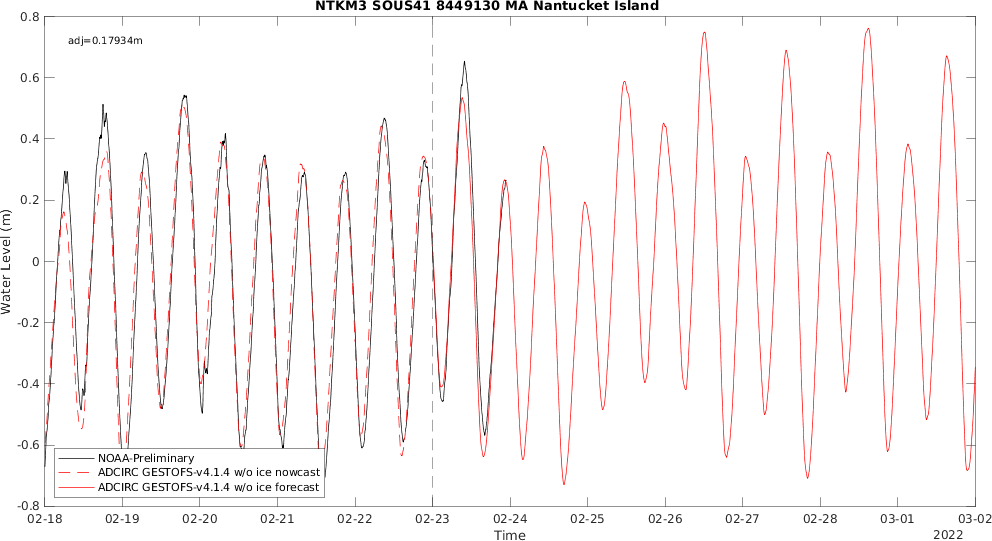 NTKM3 SOUS41 8449130 MA Nantucket Island
adj=0.17934m
0.8
0.6
0.4
0.2
0
-0.2
-0.4
-0.6
-0.8
Water Level (m)
NOAA-Preliminary
ADCIRC GESTOFS-v4.1.4 w/o ice nowcast
ADCIRC GESTOFS-v4.1.4 w/o ice forecast
02-18 02-19 02-20 02-21 02-22 02-23 02-24 02-25 02-26 02-27 02-28 03-01 03-02
Time
2022